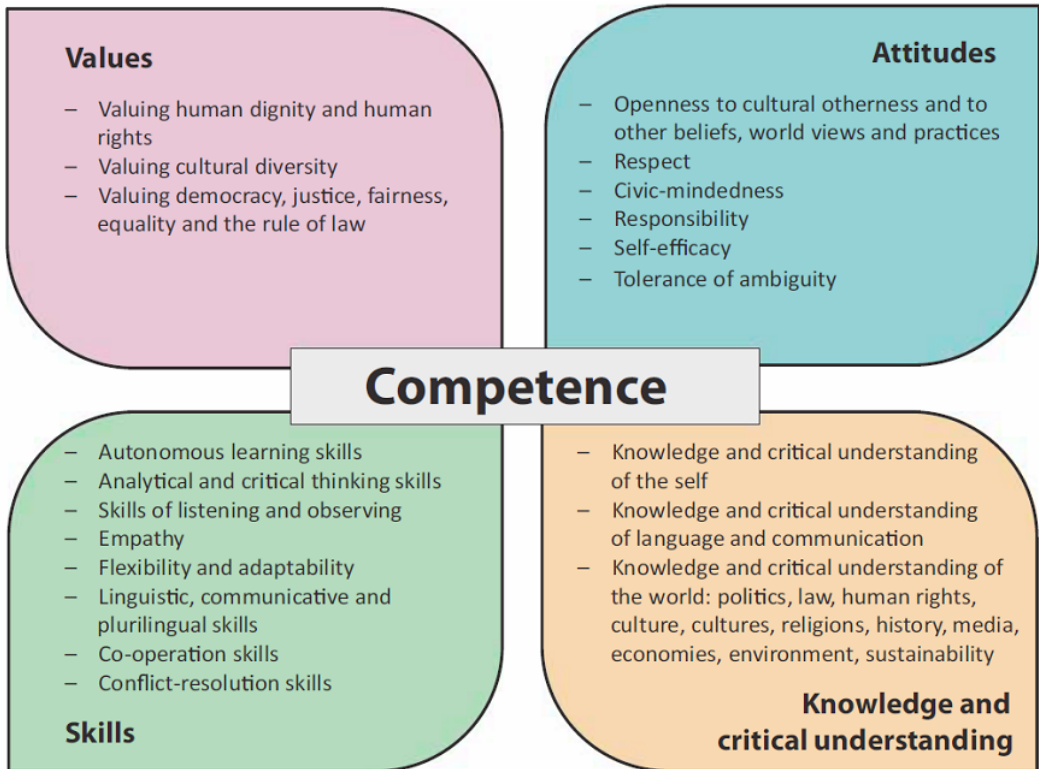 Values
– Valuing human dignity and human
rights
– Valuing cultural diversity
– Valuing democracy, justice, fairness,
equality and the rule of law
Attitudes
– Openness to cultural otherness and to
other beliefs, world views and practices
– Respect
– Civic-mindedness
– Responsibility
– Self-efficacy
– Tolerance of ambiguity
Competence
– Autonomous learning skills
– Analytical and critical thinking skills
– Skills of listening and observing
– Empathy
– Flexibility and adaptability
– Linguistic, communicative and
plurilingual skills
– Co-operation skills
– Conflict-resolution skills
Skills
– Knowledge and critical understanding
of the self
– Knowledge and critical understanding
of language and communication
– Knowledge and critical understanding of
the world: politics, law, human rights,
culture, cultures, religions, history, media,
economies, environment, sustainability
Knowledge and
critical understanding